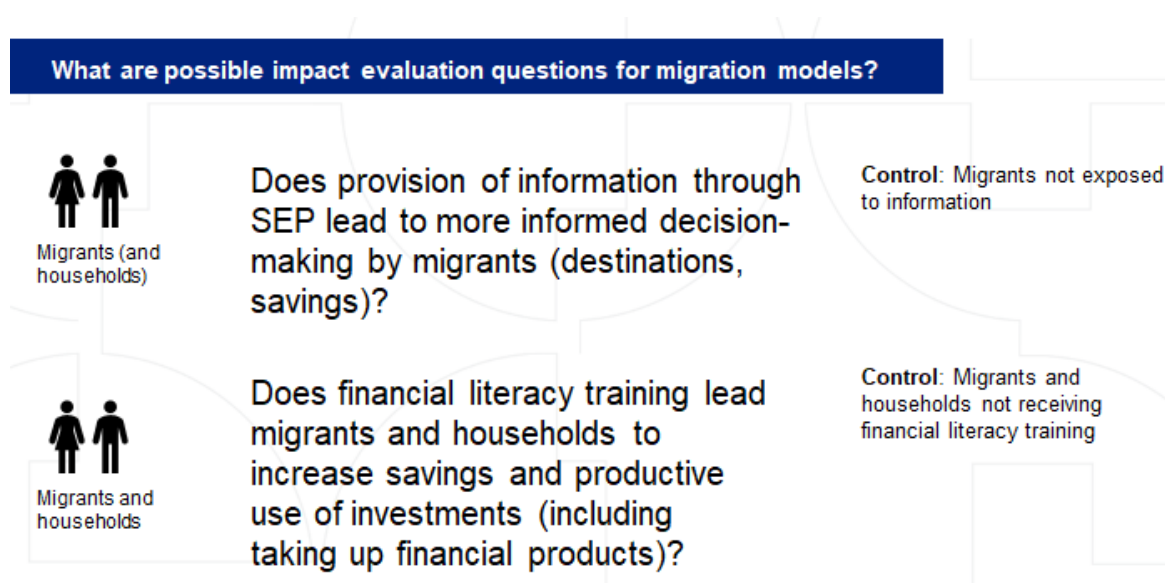 What are possible impact evaluation questions for migration models?
Migrants (and
households)
Does provision of information through
SEP lead to more informed decision-
making by migrants (destinations,
savings)?
Control: Migrants not exposed
to information
Migrants and
households
Does financial literacy training lead
migrants and households to
increase savings and productive
use of investments (including
taking up financial products)?
Control: Migrants and
households not receiving
financial literacy training